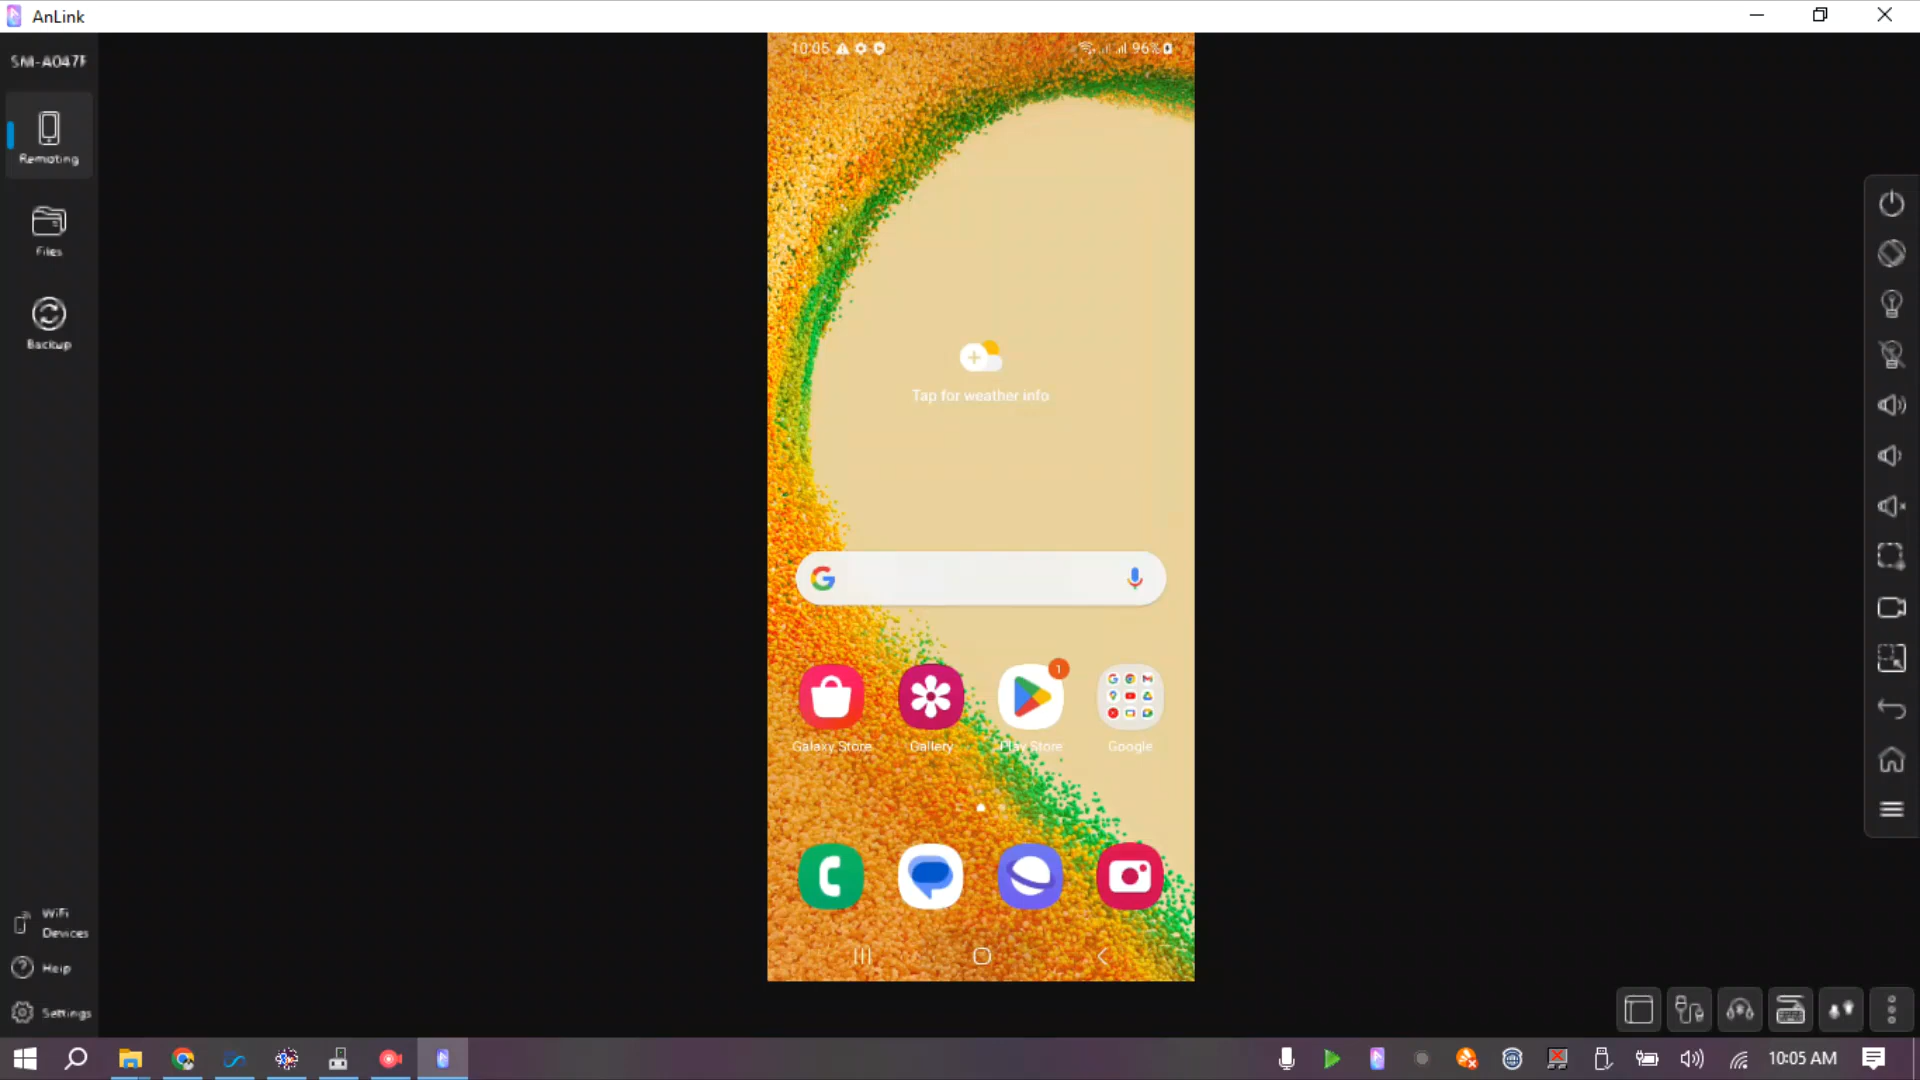 AnLink
SM-A047F
Remoting
Files
Backup
WiFi
Devices
Help
Settings
10:05
96%
Tap for weather info
1
Galaxy Store
Gallery
Play Store
Google
10:05 AM